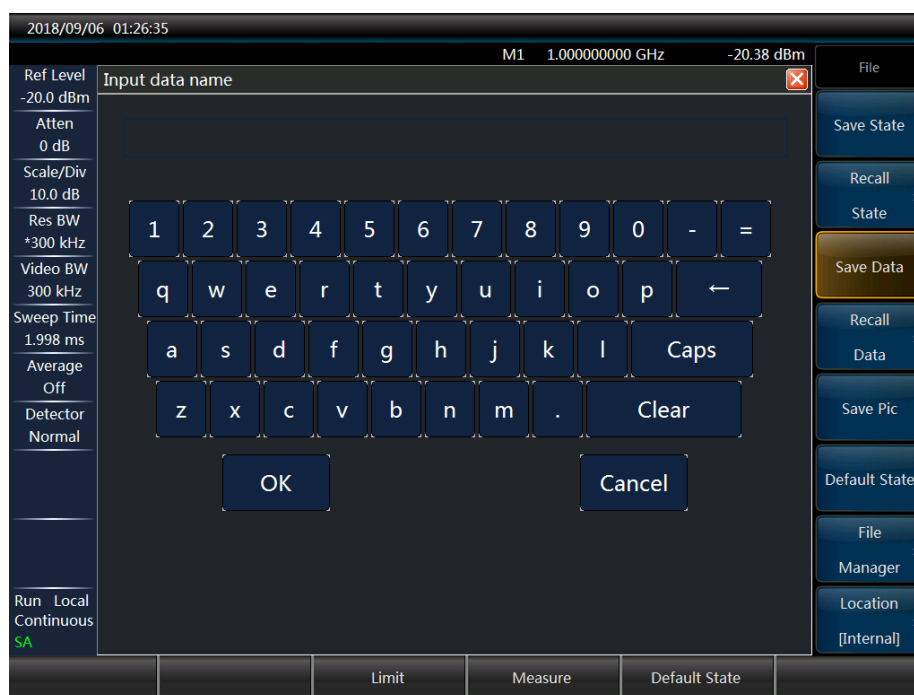 2018/09/06 01:26:35
M1 1.000000000 GHz -20.38 dBm
Ref Level
-20.0 dBm
Atten
0 dB
Scale/Div
10.0 dB
Res BW
*300 kHz
Video BW
300 kHz
Sweep Time
1.998 ms
Average
Off
Detector
Normal
Run Local
Continuous
SA
Input data name
1 2 3 4 5 6 7 8 9 0 - =
q w e r t y u i o p ←
a s d f g h j k l Caps
z x c v b n m . Clear
OK Cancel
File
Save State
Recall
State
Save Data
Recall
Data
Save Pic
Default State
File
Manager
Location
[Internal]
Limit Measure Default State